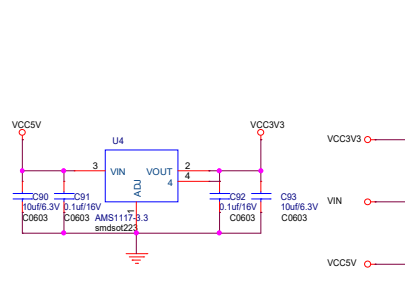 VCC5V
VCC3V3
U4
VCC3V3
3
VIN
VOUT
2
4
4
ADJ
1
C90
10uf/6.3V
C0603
C91
0.1uf/16V
C0603
AMS1117-3.3
smdsot223
C92
0.1uf/16V
C0603
C93
10uf/6.3V
C0603
VIN
VCC5V